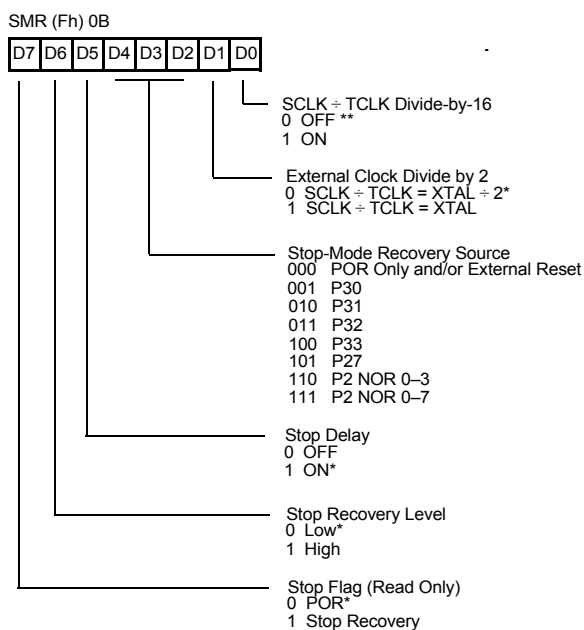 SMR (Fh) 0B
D7 D6 D5 D4 D3 D2 D1 D0
SCLK ÷ TCLK Divide-by-16
0 OFF **
1 ON
External Clock Divide by 2
0 SCLK ÷ TCLK = XTAL ÷ 2*
1 SCLK ÷ TCLK = XTAL
Stop-Mode Recovery Source
000 POR Only and/or External Reset
001 P30
010 P31
011 P32
100 P33
101 P27
110 P2 NOR 0–3
111 P2 NOR 0–7
Stop Delay
0 OFF
1 ON*
Stop Recovery Level
0 Low*
1 High
Stop Flag (Read Only)
0 POR*
1 Stop Recovery